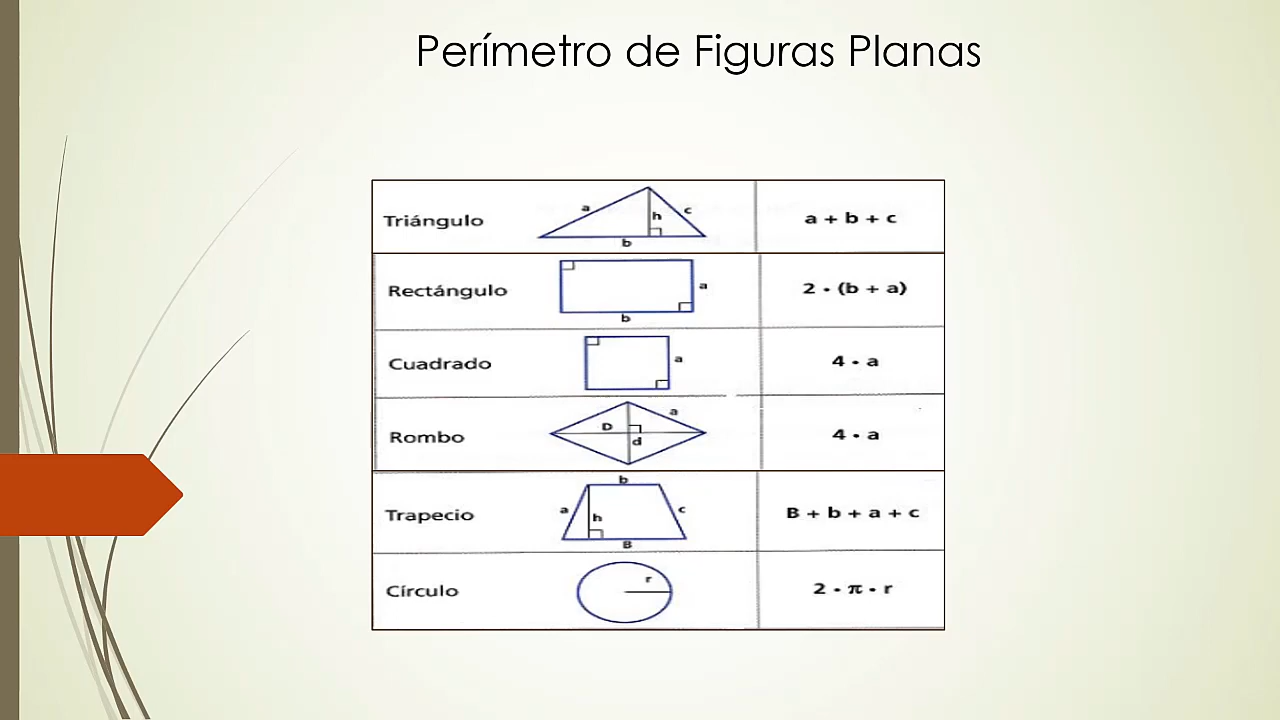 Perímetro de Figuras Planas
Triángulo a h c b a + b + c
Rectángulo a b 2 • (b + a)
Cuadrado a 4 • a
Rombo D d a 4 • a
Trapecio b a h c B B + b + a + c
Círculo r 2 • π • r